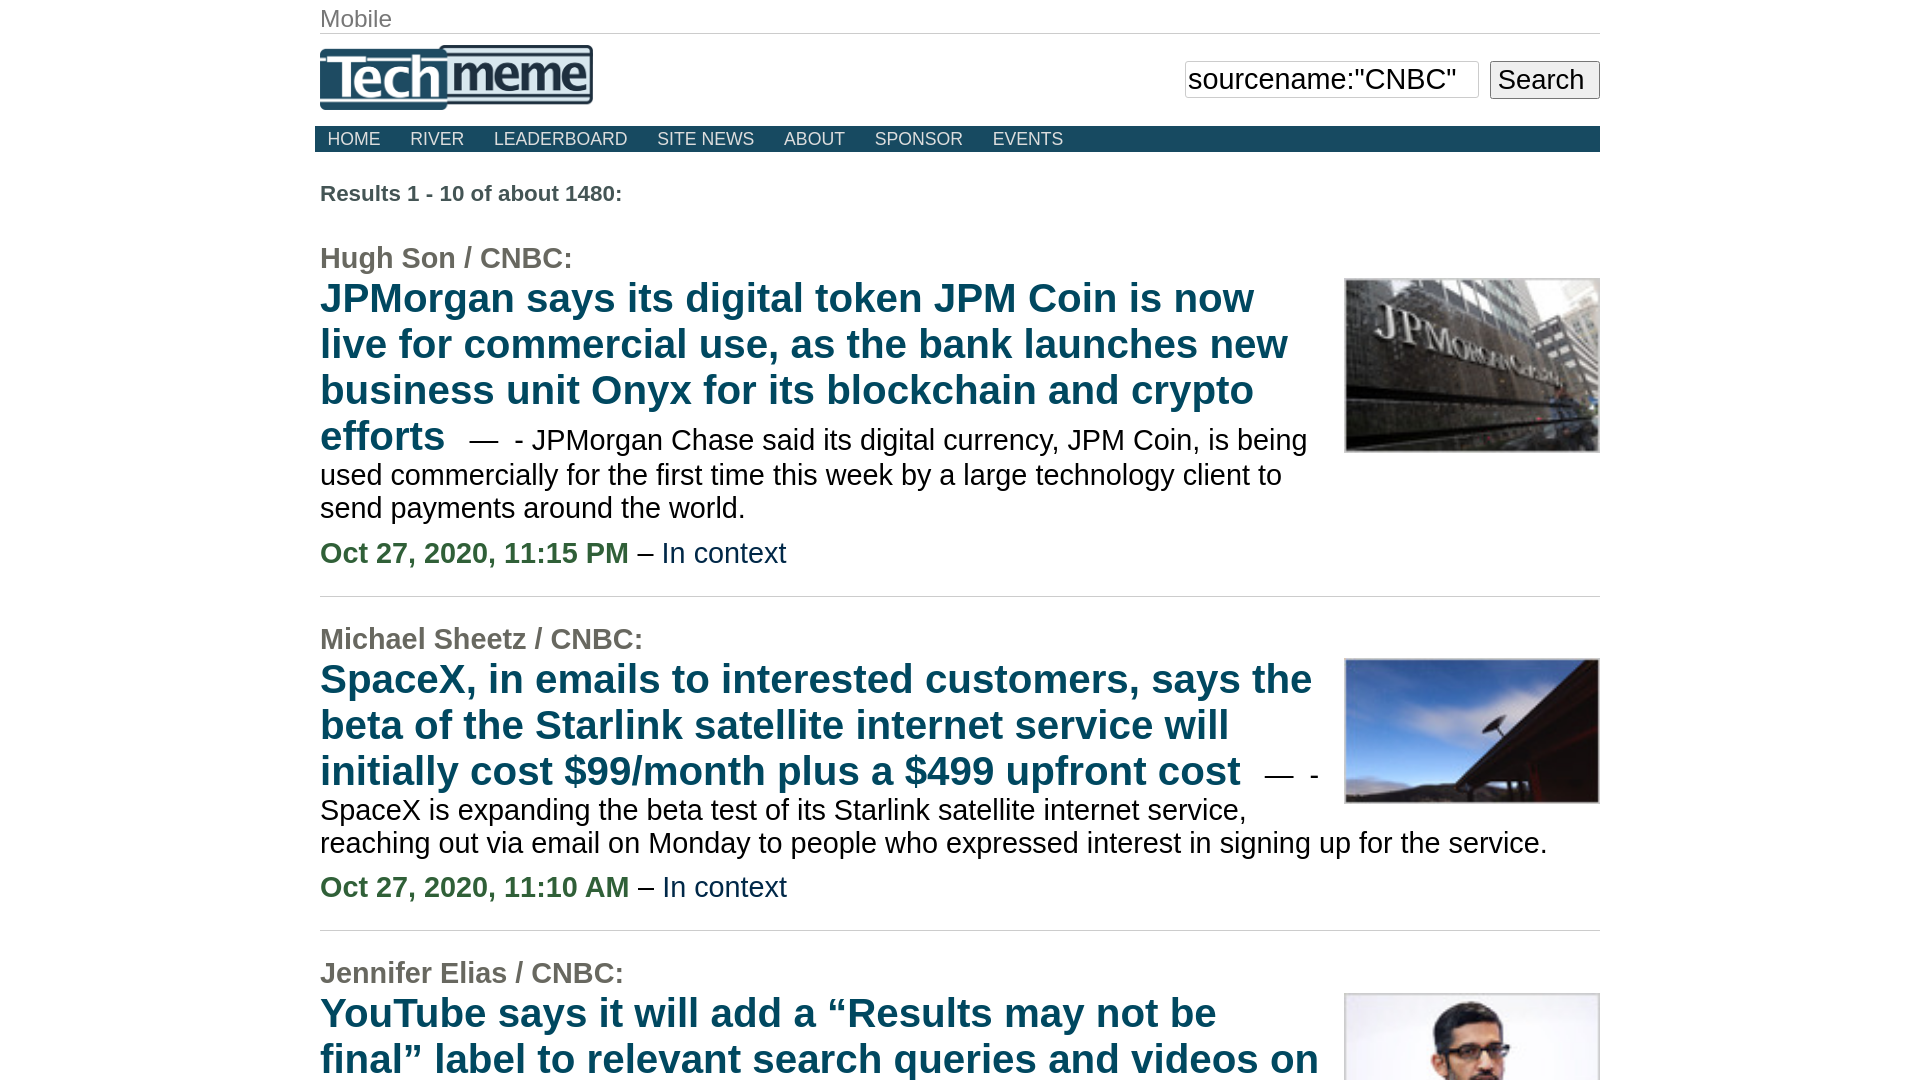 Mobile
Techmeme
sourcename:"CNBC"
Search
HOME RIVER LEADERBOARD SITE NEWS ABOUT SPONSOR EVENTS
Results 1 - 10 of about 1480:
Hugh Son / CNBC:
JPMorgan says its digital token JPM Coin is now
live for commercial use, as the bank launches new
business unit Onyx for its blockchain and crypto
efforts — - JPMorgan Chase said its digital currency, JPM Coin, is being
used commercially for the first time this week by a large technology client to
send payments around the world.
JPMORGAN
Oct 27, 2020, 11:15 PM – In context
Michael Sheetz / CNBC:
SpaceX, in emails to interested customers, says the
beta of the Starlink satellite internet service will
initially cost $99/month plus a $499 upfront cost — -
SpaceX is expanding the beta test of its Starlink satellite internet service,
reaching out via email on Monday to people who expressed interest in signing up for the service.
Oct 27, 2020, 11:10 AM – In context
Jennifer Elias / CNBC:
YouTube says it will add a “Results may not be
final” label to relevant search queries and videos on